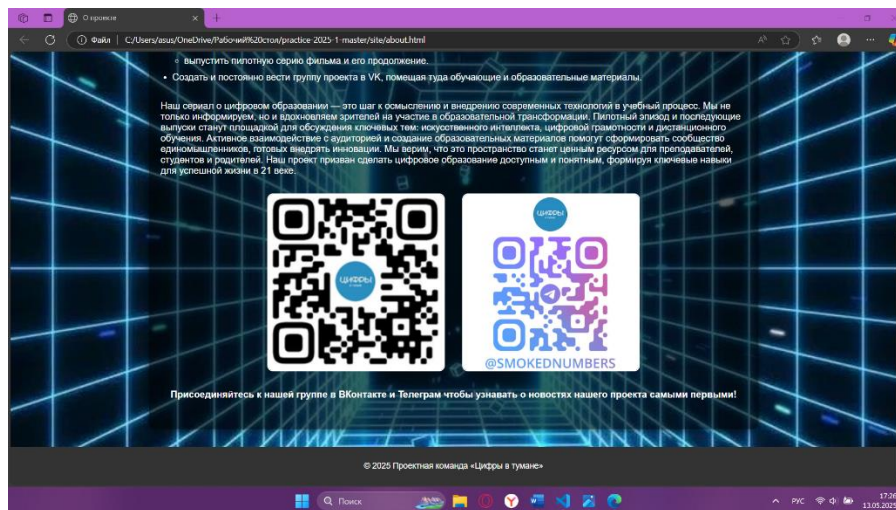 О проекте
Файл
C:/Users/asus/OneDrive/Рабочий%20стол/practice-2025-1-master/site/about.html
выпустить пилотную серию фильма и его продолжение.
Создать и постоянно вести группу проекта в VK, помещая туда обучающие и образовательные материалы.
Наш сериал о цифровом образовании — это шаг к осмыслению и внедрению современных технологий в учебный процесс. Мы не
только информируем, но и вдохновляем зрителей на участие в образовательной трансформации. Пилотный эпизод и последующие
выпуски станут площадкой для обсуждения ключевых тем: искусственного интеллекта, цифровой грамотности и дистанционного
обучения. Активное взаимодействие с аудиторией и создание образовательных материалов помогут сформировать сообщество
единомышленников, готовых внедрять инновации. Мы верим, что это пространство станет ценным ресурсом для преподавателей,
студентов и родителей. Наш проект призван сделать цифровое образование доступным и понятным, формируя ключевые навыки
для успешной жизни в 21 веке.
ЦИФРЫ
ЦИФРЫ
@SMOKEDNUMBERS
Присоединяйтесь к нашей группе в ВКонтакте и Телеграм чтобы узнавать о новостях нашего проекта самыми первыми!
© 2025 Проектная команда «Цифры в тумане»
Поиск
РУС
17:26
13.05.2025